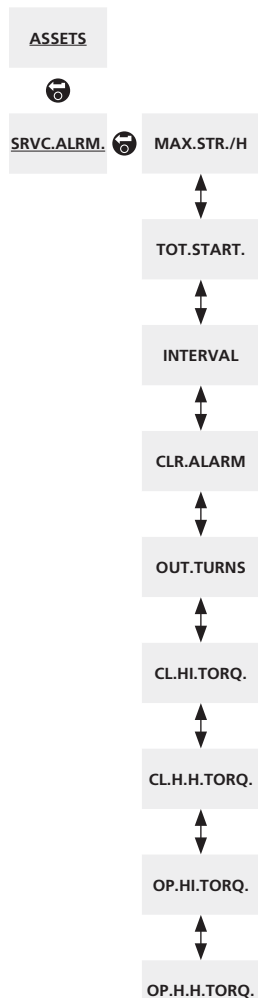 ASSETS
SRVC.ALRM.
MAX.STR./H
TOT.START.
INTERVAL
CLR.ALARM
OUT.TURNS
CL.HI.TORQ.
CL.H.H.TORQ.
OP.HI.TORQ.
OP.H.H.TORQ.